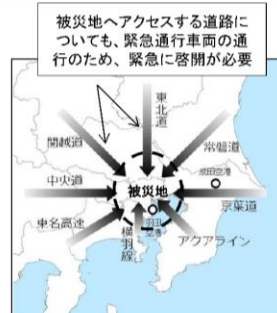 被災地へアクセスする道路に
ついても、緊急通行車両の通
行のため、緊急に啓開が必要
東北道
関越道
常磐道
成田空港
中央道
被災地
京葉道
羽田空港
東名高速
横羽線
アクアライン